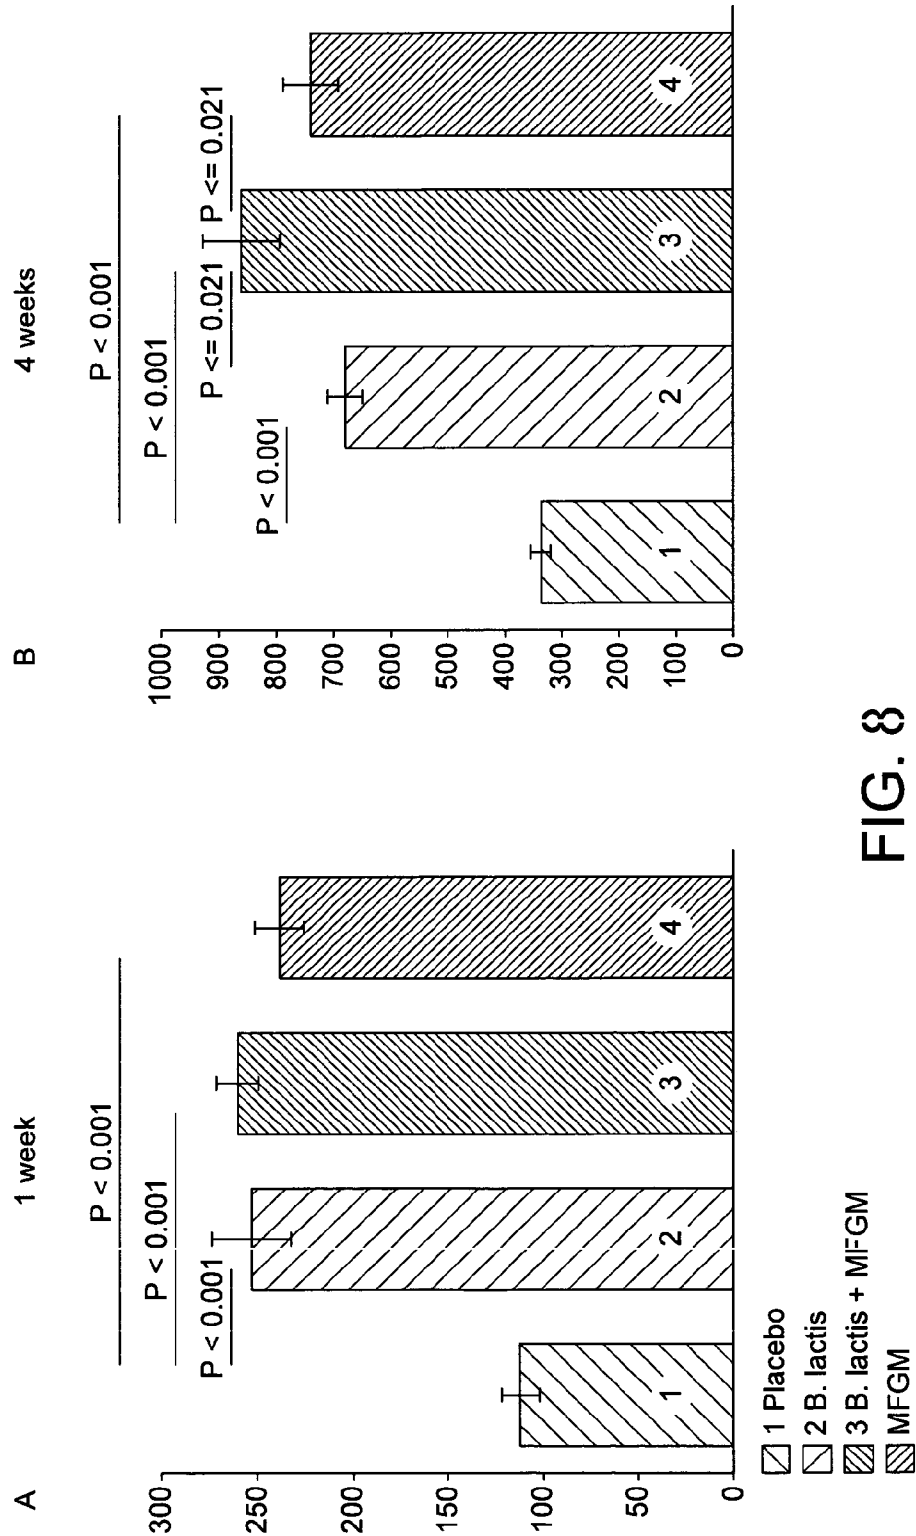 A
1 week
P < 0.001
P < 0.001
P < 0.001
300
250
200
150
100
50
0
1
2
3
4
B
4 weeks
P < 0.001
P < 0.001
P <= 0.021
P <= 0.021
P < 0.001
1000
900
800
700
600
500
400
300
200
100
0
1
2
3
4
1 Placebo
2 B. lactis
3 B. lactis + MFGM
MFGM
FIG. 8